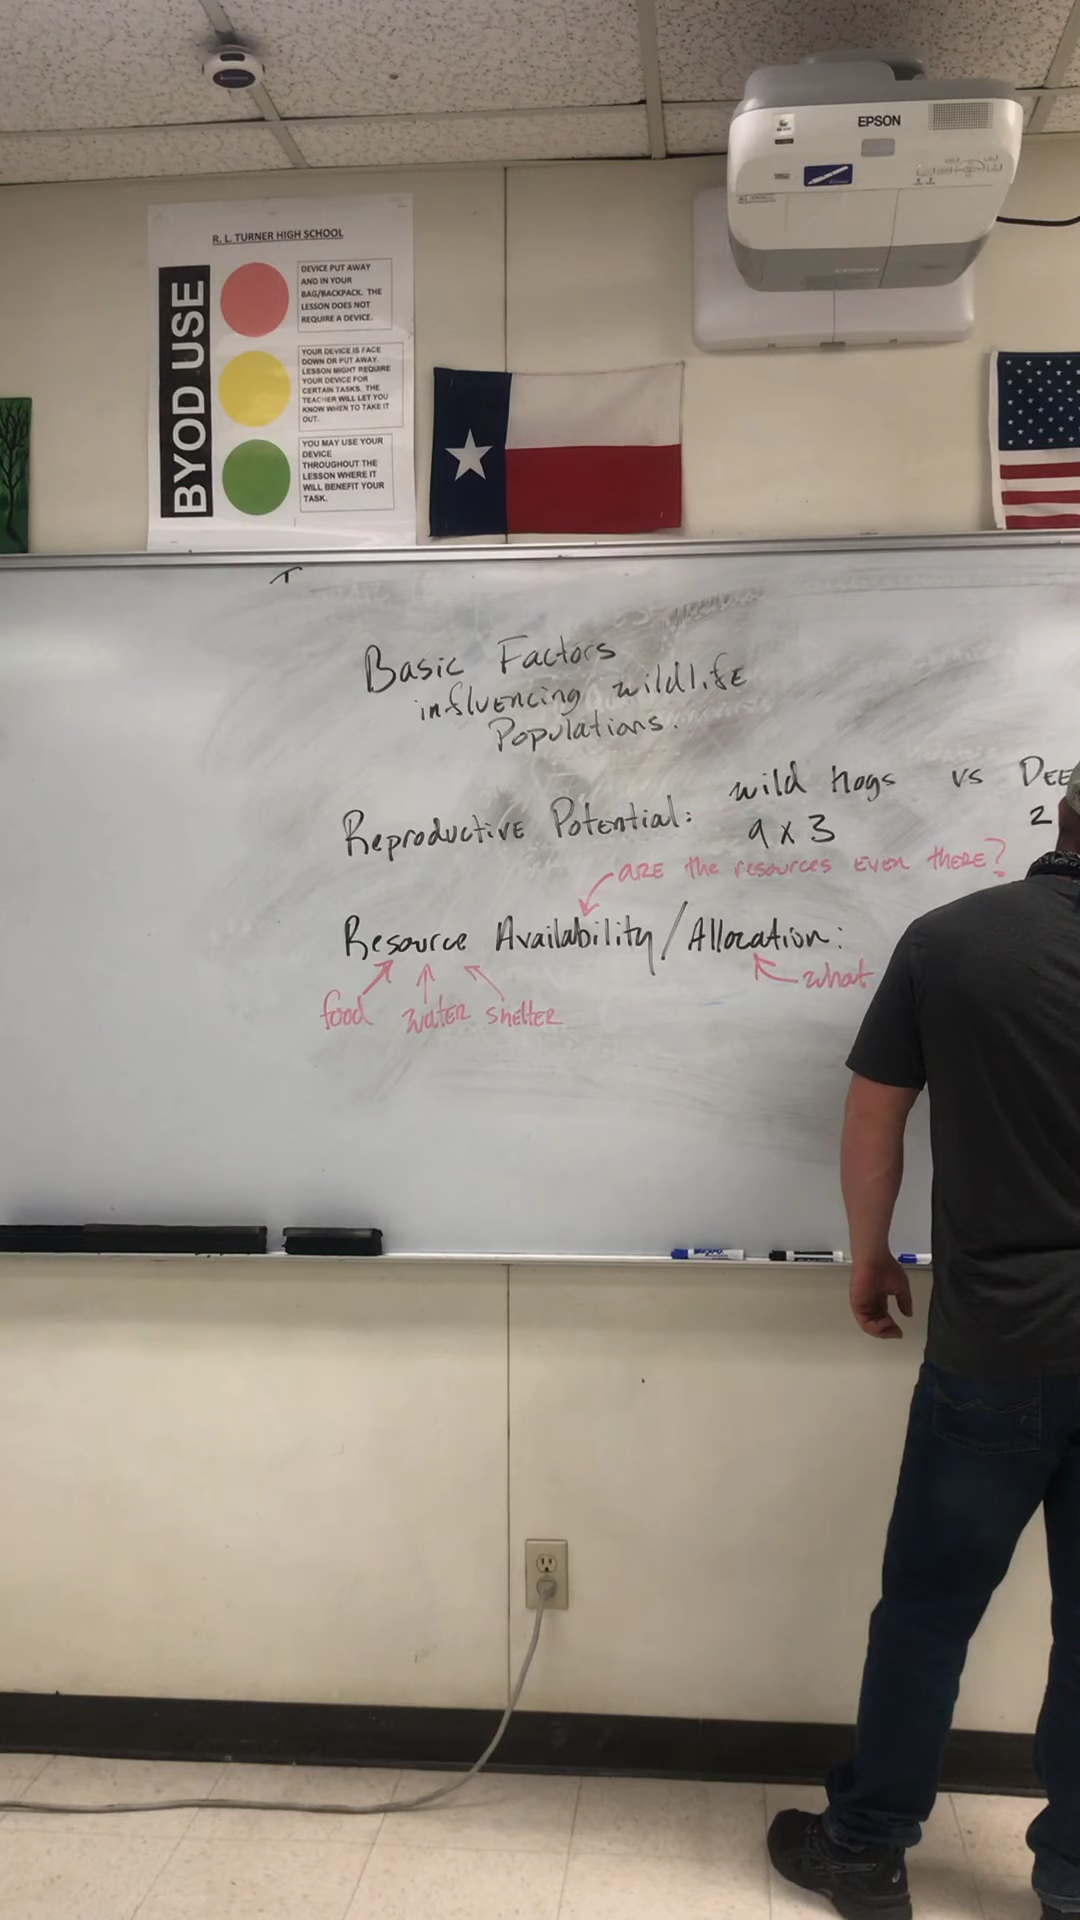 EPSON
R. L. TURNER HIGH SCHOOL
BYOD USE
DEVICE PUT AWAY
AND IN YOUR
BAG/BACKPACK. THE
LESSON DOES NOT
REQUIRE A DEVICE.
YOUR DEVICE IS FACE
DOWN OR PUT AWAY.
LESSON MIGHT REQUIRE
YOUR DEVICE FOR
CERTAIN TASKS. THE
TEACHER WILL LET YOU
KNOW WHEN TO TAKE IT
OUT.
YOU MAY USE YOUR
DEVICE
THROUGHOUT THE
LESSON WHERE IT
WILL BENEFIT YOUR
TASK.
Basic Factors
influencing wildlife
Populations.
Reproductive Potential: wild Hogs vs DEE
9 x 3 2
ARE the resources EVEN THERE?
Resource Availability/Allocation:
what
food water shelter